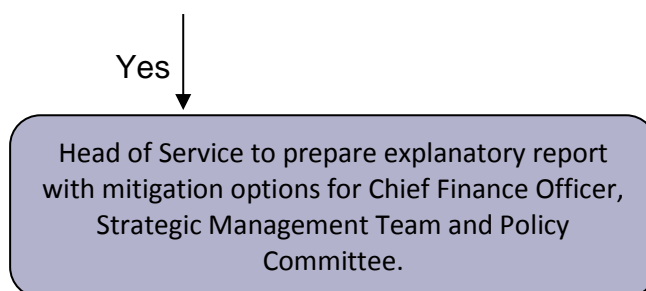 Yes
Head of Service to prepare explanatory report
with mitigation options for Chief Finance Officer,
Strategic Management Team and Policy
Committee.